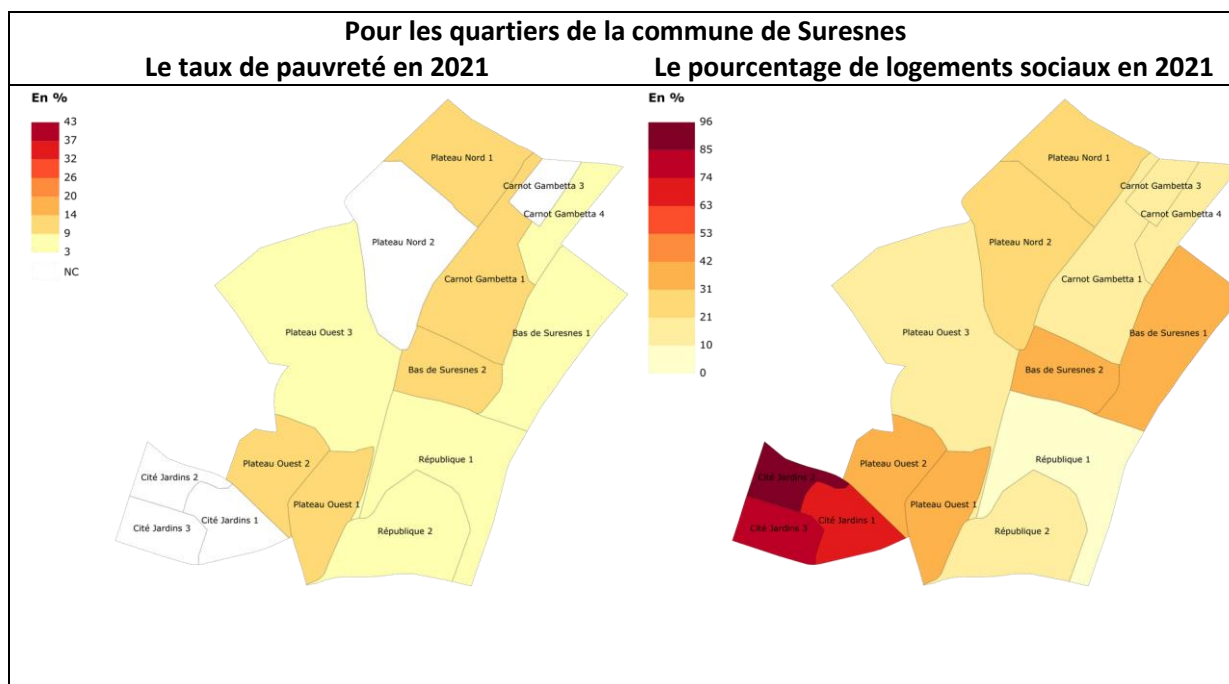 Pour les quartiers de la commune de Suresnes
Le taux de pauvreté en 2021
Le pourcentage de logements sociaux en 2021
En %
43
37
32
26
20
14
9
3
NC
Plateau Nord 1
Carnot Gambetta 3
Carnot Gambetta 4
Plateau Nord 2
Carnot Gambetta 1
Plateau Ouest 3
Bas de Suresnes 1
Bas de Suresnes 2
Plateau Ouest 2
République 1
Cité Jardins 2
Plateau Ouest 1
Cité Jardins 3
Cité Jardins 1
République 2
En %
96
85
74
63
53
42
31
21
10
0
Plateau Nord 1
Carnot Gambetta 3
Carnot Gambetta 4
Plateau Nord 2
Carnot Gambetta 1
Plateau Ouest 3
Bas de Suresnes 1
Bas de Suresnes 2
Plateau Ouest 2
République 1
Cité Jardins 2
Plateau Ouest 1
Cité Jardins 3
Cité Jardins 1
République 2